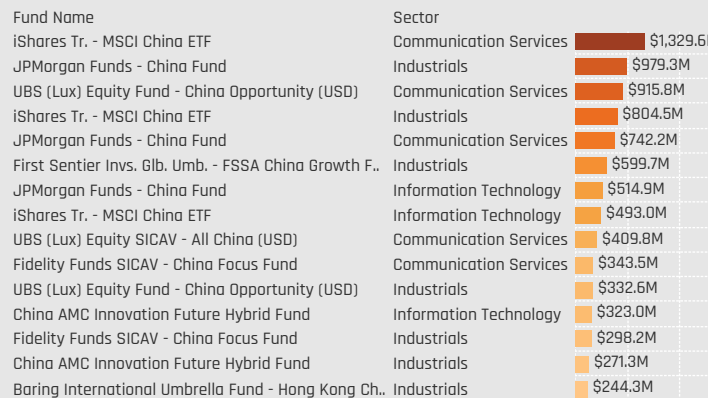 Fund Name Sector
iShares Tr. - MSCI China ETF Communication Services $1,329.6
JPMorgan Funds - China Fund Industrials $979.3M
UBS (Lux) Equity Fund - China Opportunity (USD) Communication Services $915.8M
iShares Tr. - MSCI China ETF Industrials $804.5M
JPMorgan Funds - China Fund Communication Services $742.2M
First Sentier Invs. Glb. Umb. - FSSA China Growth F.. Industrials $599.7M
JPMorgan Funds - China Fund Information Technology $514.9M
iShares Tr. - MSCI China ETF Information Technology $493.0M
UBS (Lux) Equity SICAV - All China (USD) Communication Services $409.8M
Fidelity Funds SICAV - China Focus Fund Communication Services $343.5M
UBS (Lux) Equity Fund - China Opportunity (USD) Industrials $332.6M
China AMC Innovation Future Hybrid Fund Information Technology $323.0M
Fidelity Funds SICAV - China Focus Fund Industrials $298.2M
China AMC Innovation Future Hybrid Fund Industrials $271.3M
Baring International Umbrella Fund - Hong Kong Ch.. Industrials $244.3M